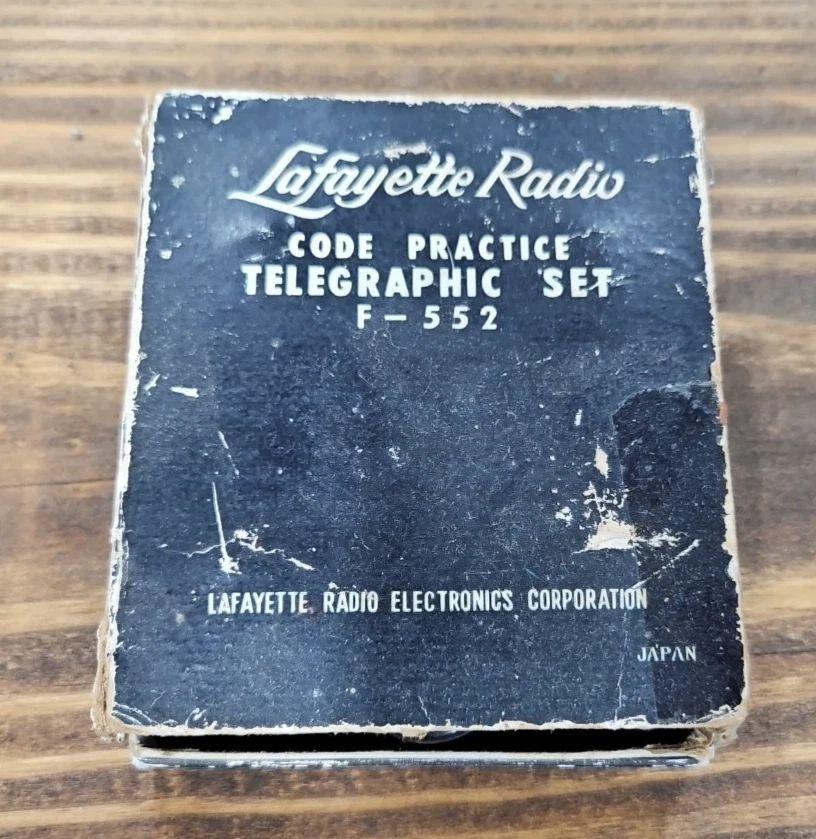 Lafayette Radio
CODE PRACTICE
TELEGRAPHIC SET
F-552
LAFAYETTE RADIO ELECTRONICS CORPORATION
JAPAN